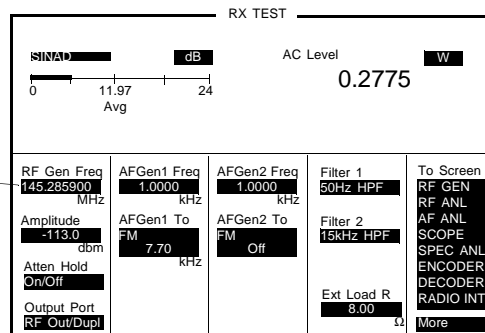 RX TEST
SINAD dB
AC Level W
0.2775
0 11.97 24
Avg
RF Gen Freq
145.285900
MHz
Amplitude
-113.0
dbm
Atten Hold
On/Off
Output Port
RF Out/Dupl
AFGen1 Freq
1.0000
kHz
AFGen1 To
FM
7.70
kHz
AFGen2 Freq
1.0000
kHz
AFGen2 To
FM
Off
Filter 1
50Hz HPF
Filter 2
15kHz HPF
Ext Load R
8.00
Ω
To Screen
RF GEN
RF ANL
AF ANL
SCOPE
SPEC ANL
ENCODER
DECODER
RADIO INT
More